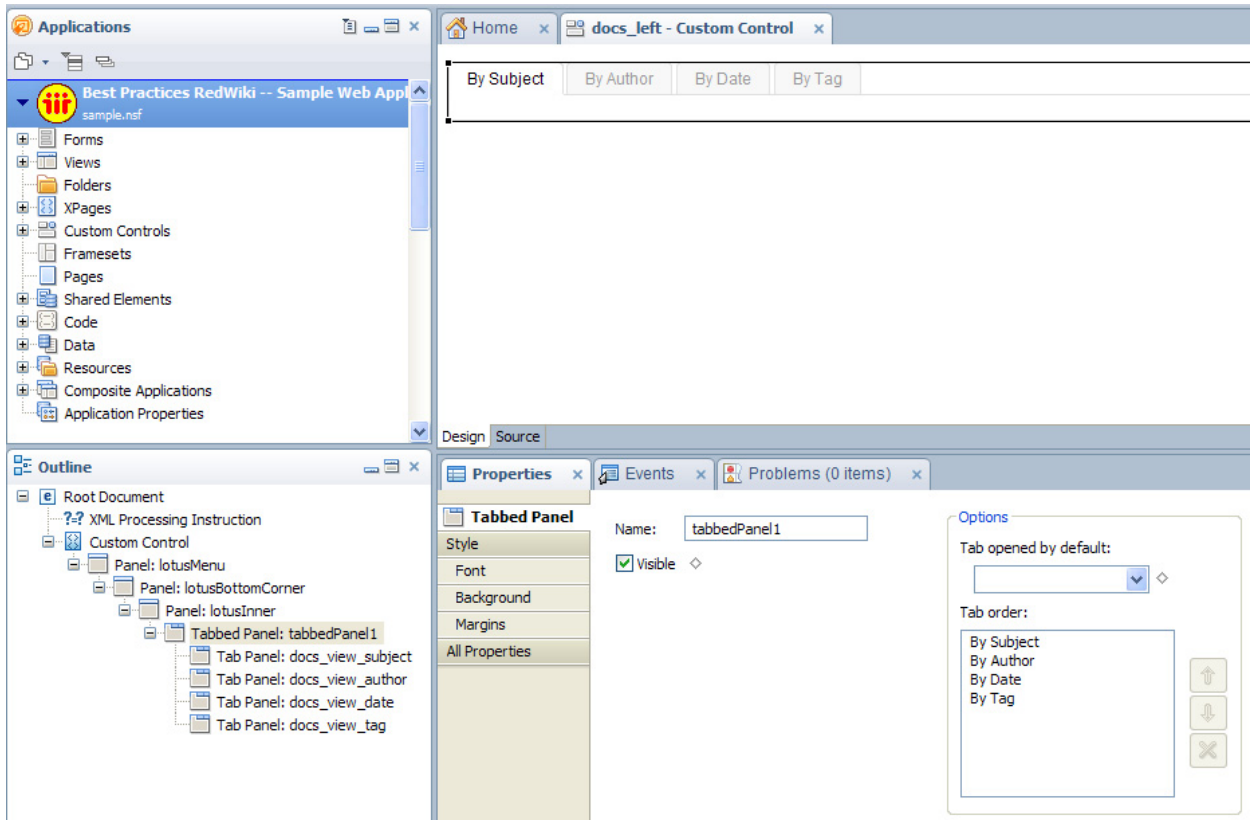 Applications
Best Practices RedWiki -- Sample Web Appl
sample.nsf
Forms
Views
Folders
XPages
Custom Controls
Framesets
Pages
Shared Elements
Code
Data
Resources
Composite Applications
Application Properties
Home
docs_left - Custom Control
By Subject
By Author
By Date
By Tag
Design
Source
Outline
Root Document
?=? XML Processing Instruction
Custom Control
Panel: lotusMenu
Panel: lotusBottomCorner
Panel: lotusInner
Tabbed Panel: tabbedPanel1
Tab Panel: docs_view_subject
Tab Panel: docs_view_author
Tab Panel: docs_view_date
Tab Panel: docs_view_tag
Properties
Events
Problems (0 items)
Tabbed Panel
Style
Font
Background
Margins
All Properties
Name: tabbedPanel1
Visible
Options
Tab opened by default:
Tab order:
By Subject
By Author
By Date
By Tag